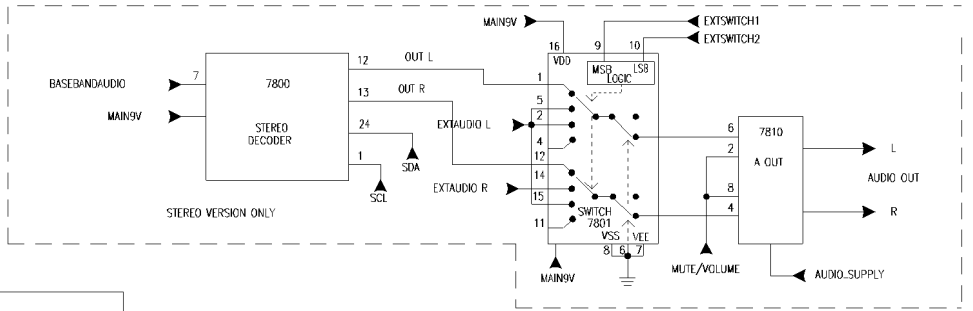 MAIN9V
EXTSWITCH1
EXTSWITCH2
16
9
10
VDD
MSB
LSB
LOGIC
BASEBANDAUDIO
7
MAIN9V
7800
STEREO
DECODER
12
OUT L
13
OUT R
24
SDA
1
SCL
STEREO VERSION ONLY
1
5
2
EXTAUDIO L
4
12
14
EXTAUDIO R
15
11
SWITCH
7801
VSS
VEE
8
6
7
MAIN9V
6
2
8
4
7810
A OUT
L
AUDIO OUT
R
MUTE/VOLUME
AUDIO_SUPPLY